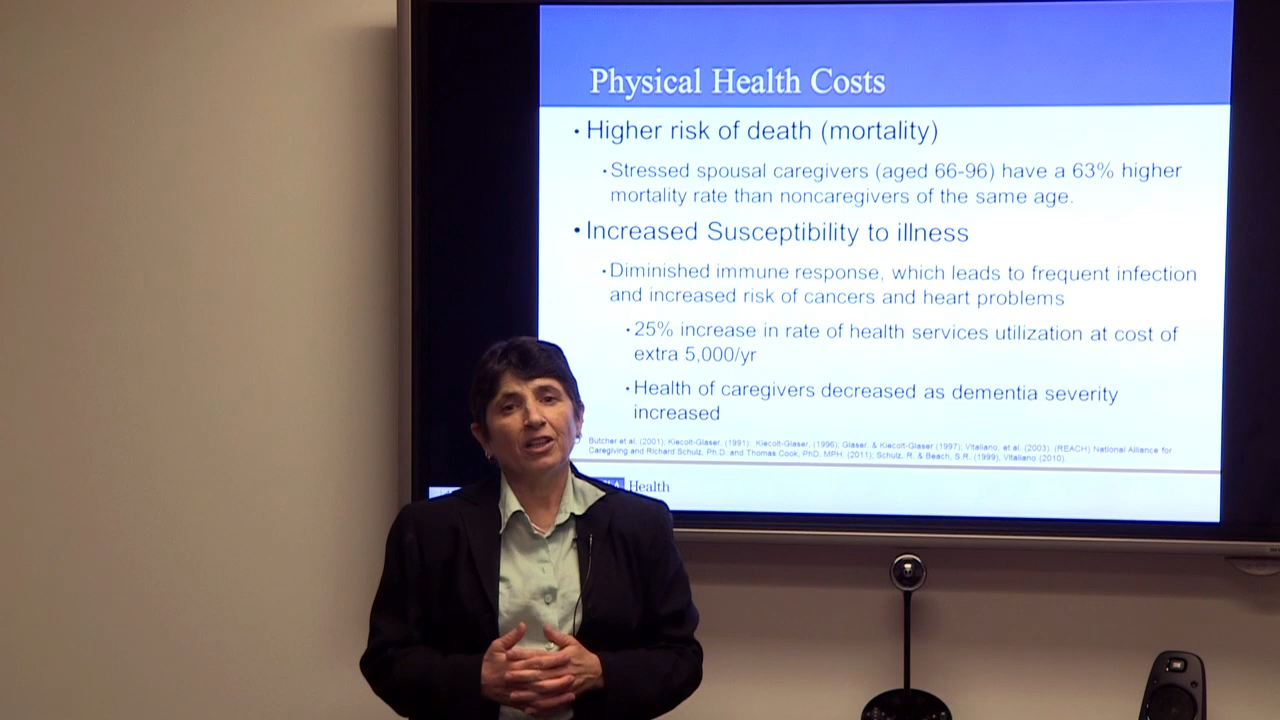 Physical Health Costs
• Higher risk of death (mortality)
• Stressed spousal caregivers (aged 66-96) have a 63% higher
mortality rate than noncaregivers of the same age.
• Increased Susceptibility to illness
• Diminished immune response, which leads to frequent infection
and increased risk of cancers and heart problems
• 25% increase in rate of health services utilization at cost of
extra 5,000/yr
• Health of caregivers decreased as dementia severity
increased
Butcher et al. (2001); Kiecolt-Glaser, (1991); Kiecolt-Glaser, (1996); Glaser, & Kiecolt-Glaser (1997); Vitaliano, et al. (2003). (REACH) National Alliance for
Caregiving and Richard Schulz, Ph.D. and Thomas Cook, PhD, MPH. (2011); Schulz, R. & Beach, S.R. (1999), Vitaliano (2010).
Health